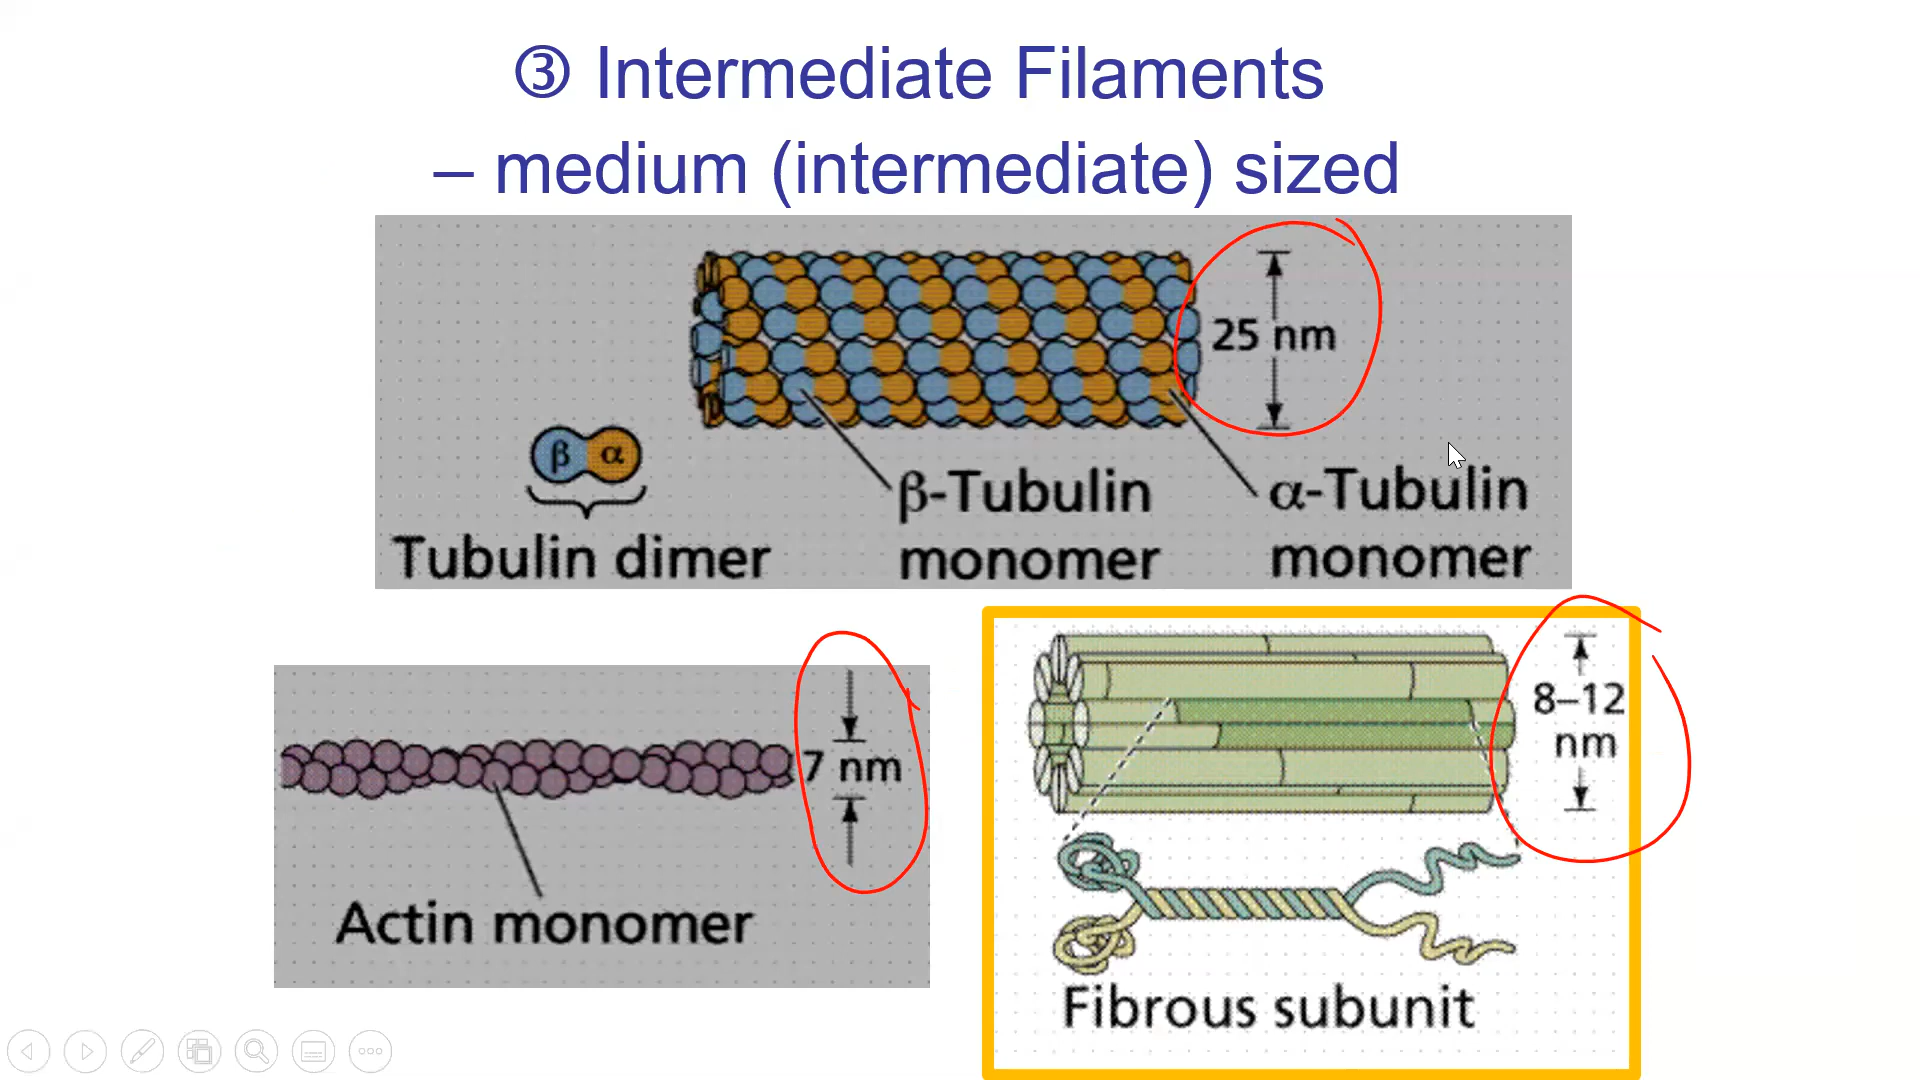 ③ Intermediate Filaments
– medium (intermediate) sized
25 nm
β α
Tubulin dimer
β-Tubulin
monomer
α-Tubulin
monomer
7 nm
Actin monomer
8–12
nm
Fibrous subunit